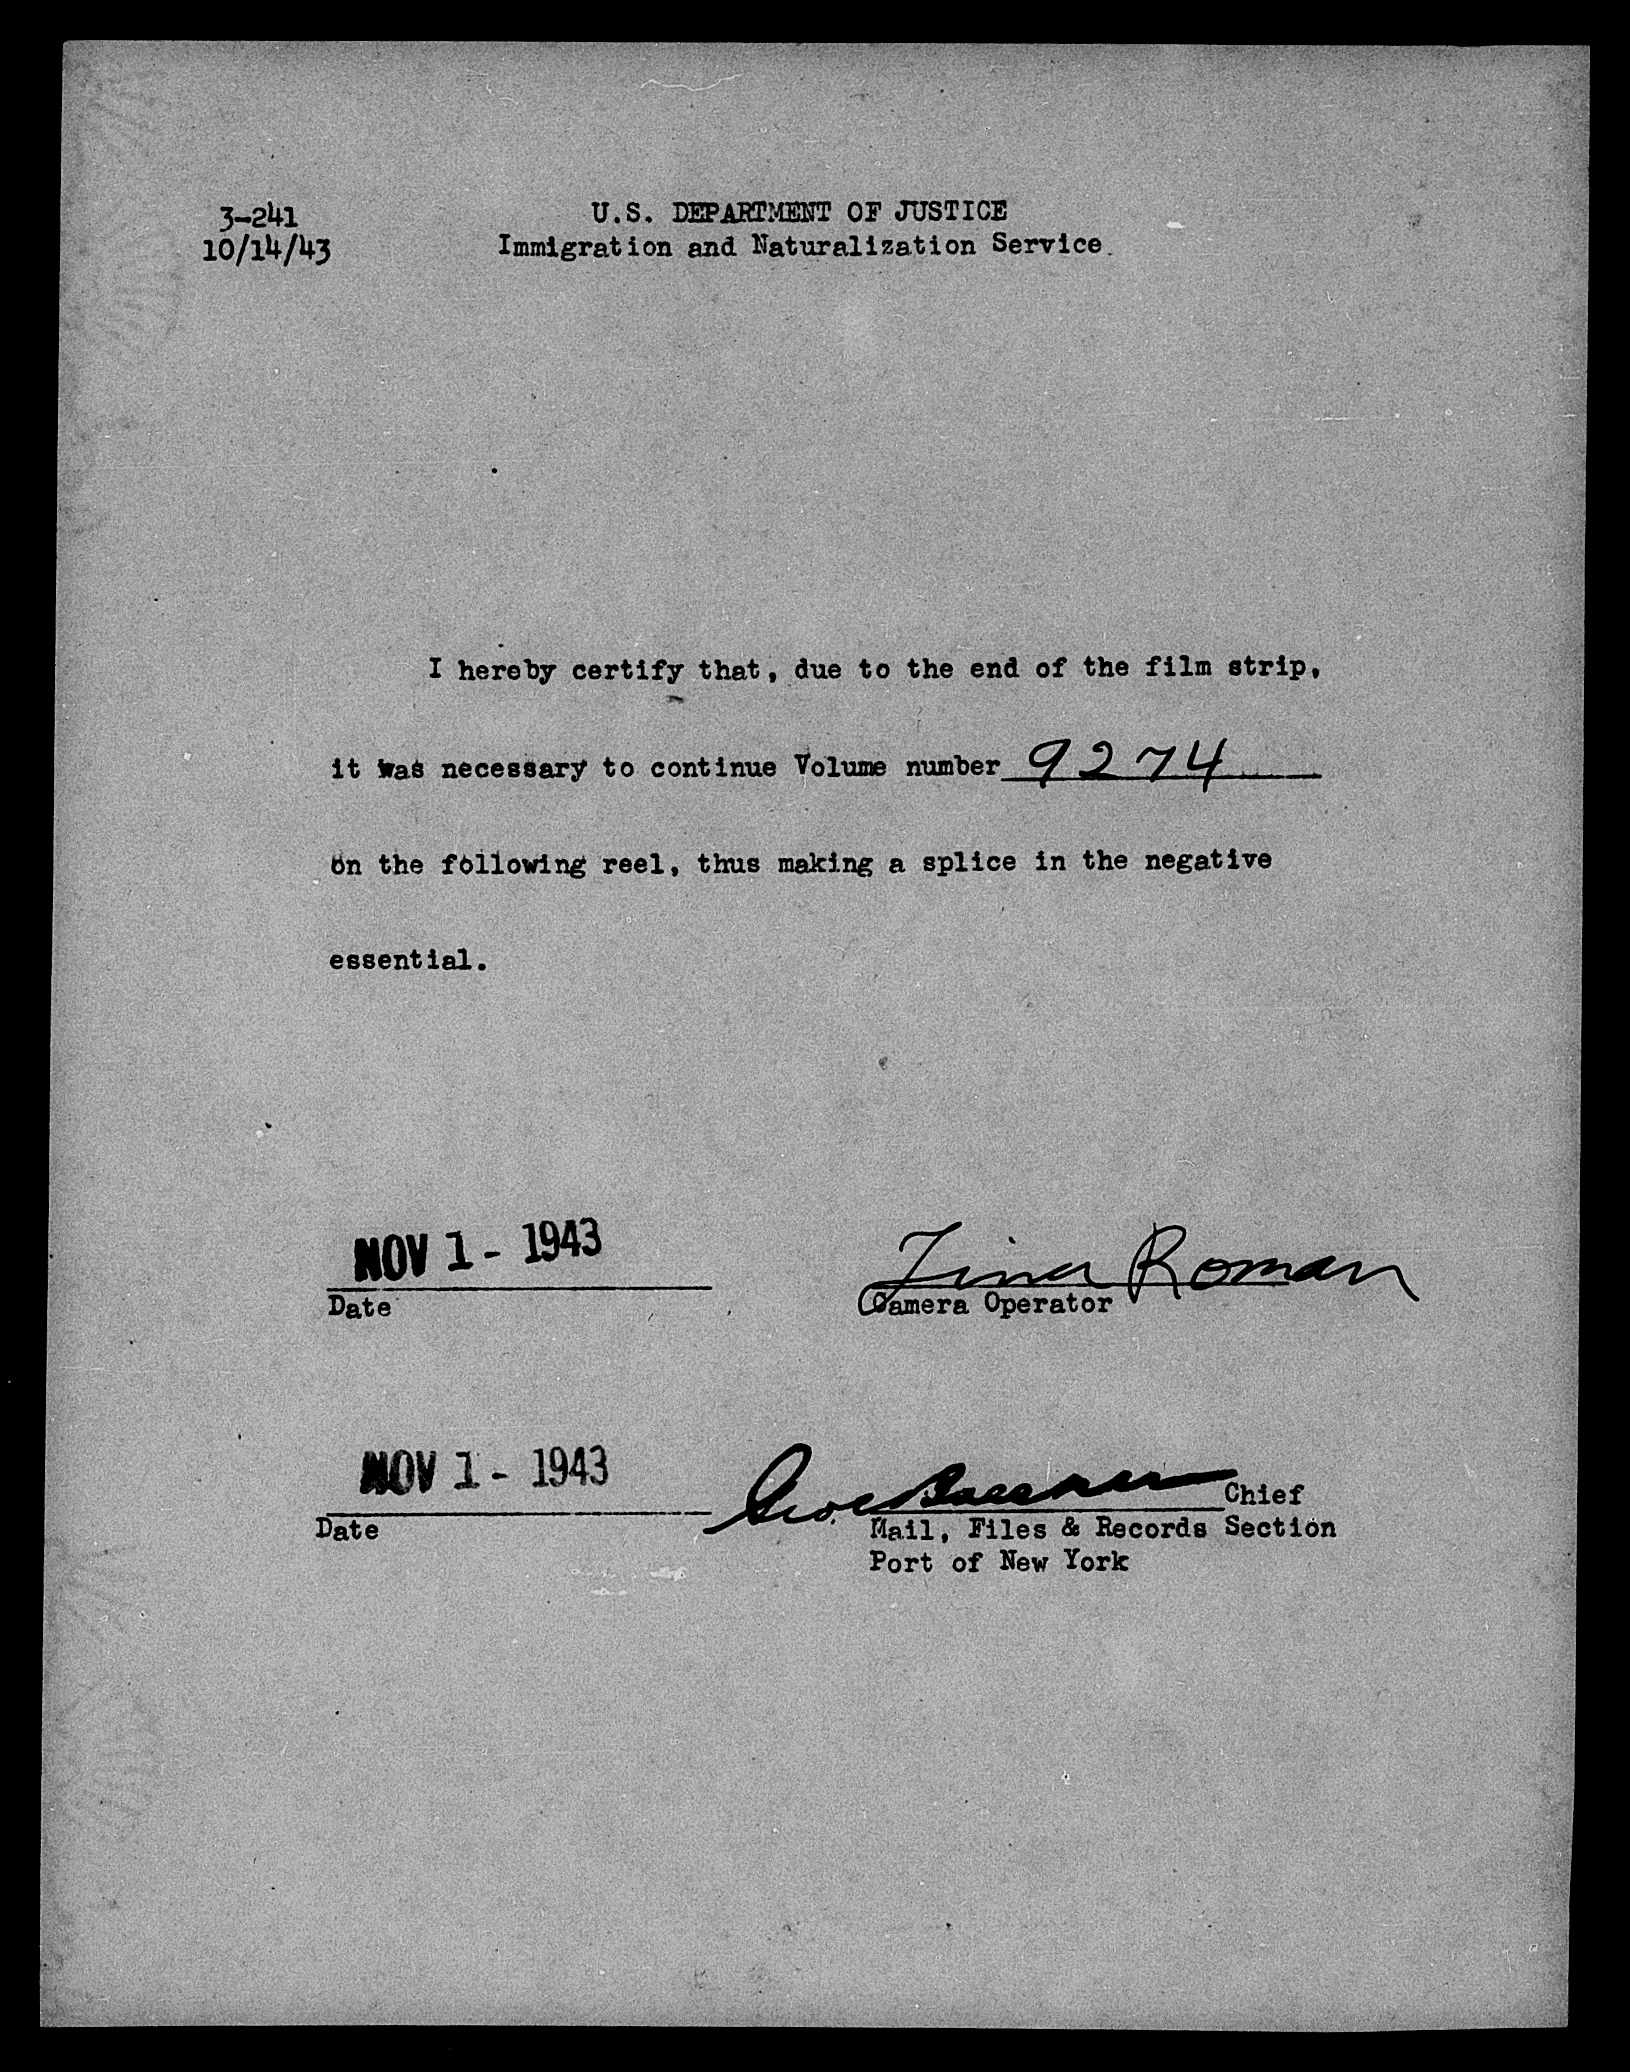 3-241
10/14/43
U.S. DEPARTMENT OF JUSTICE
Immigration and Naturalization Service.
I hereby certify that, due to the end of the film strip,
it was necessary to continue Volume number 9274
on the following reel, thus making a splice in the negative
essential.
NOV 1 - 1943
Date
Tina Roman
Camera Operator
NOV 1 - 1943
Date
Chief
Mail, Files & Records Section
Port of New York